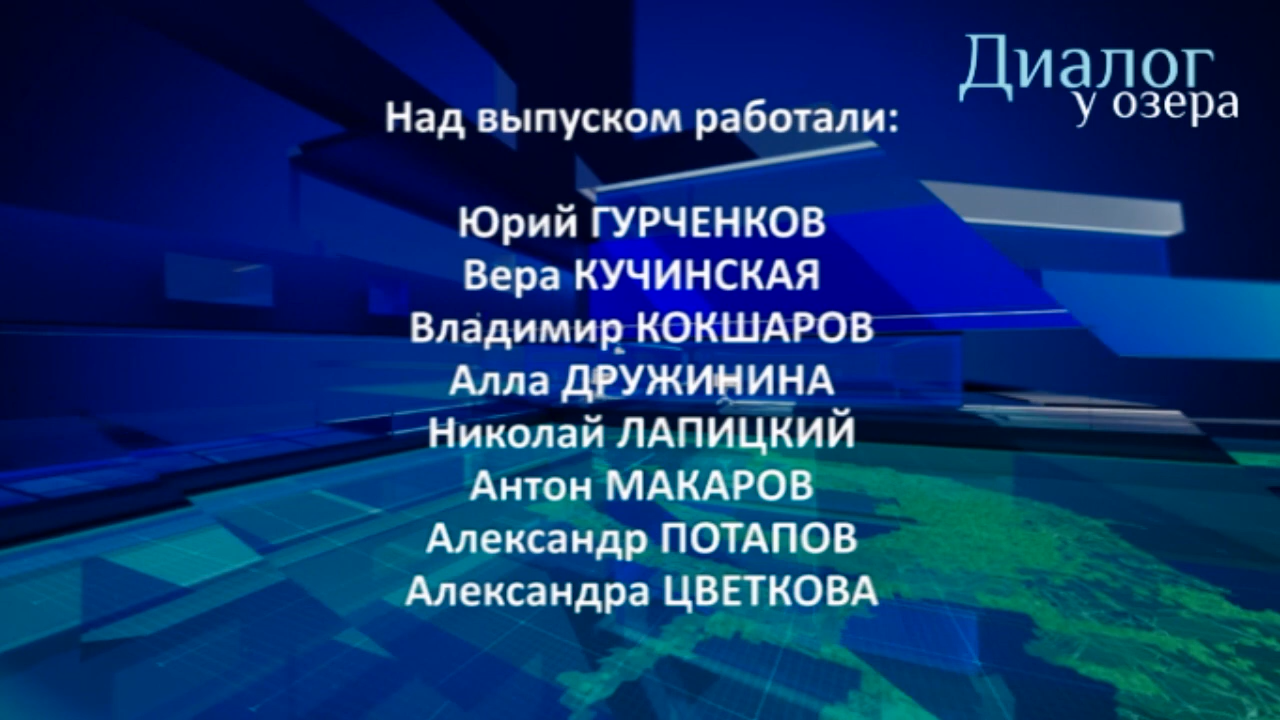 Диалог
у озера
Над выпуском работали:
Юрий ГУРЧЕНКОВ
Вера КУЧИНСКАЯ
Владимир КОКШАРОВ
Алла ДРУЖИНИНА
Николай ЛАПИЦКИЙ
Антон МАКАРОВ
Александр ПОТАПОВ
Александра ЦВЕТКОВА